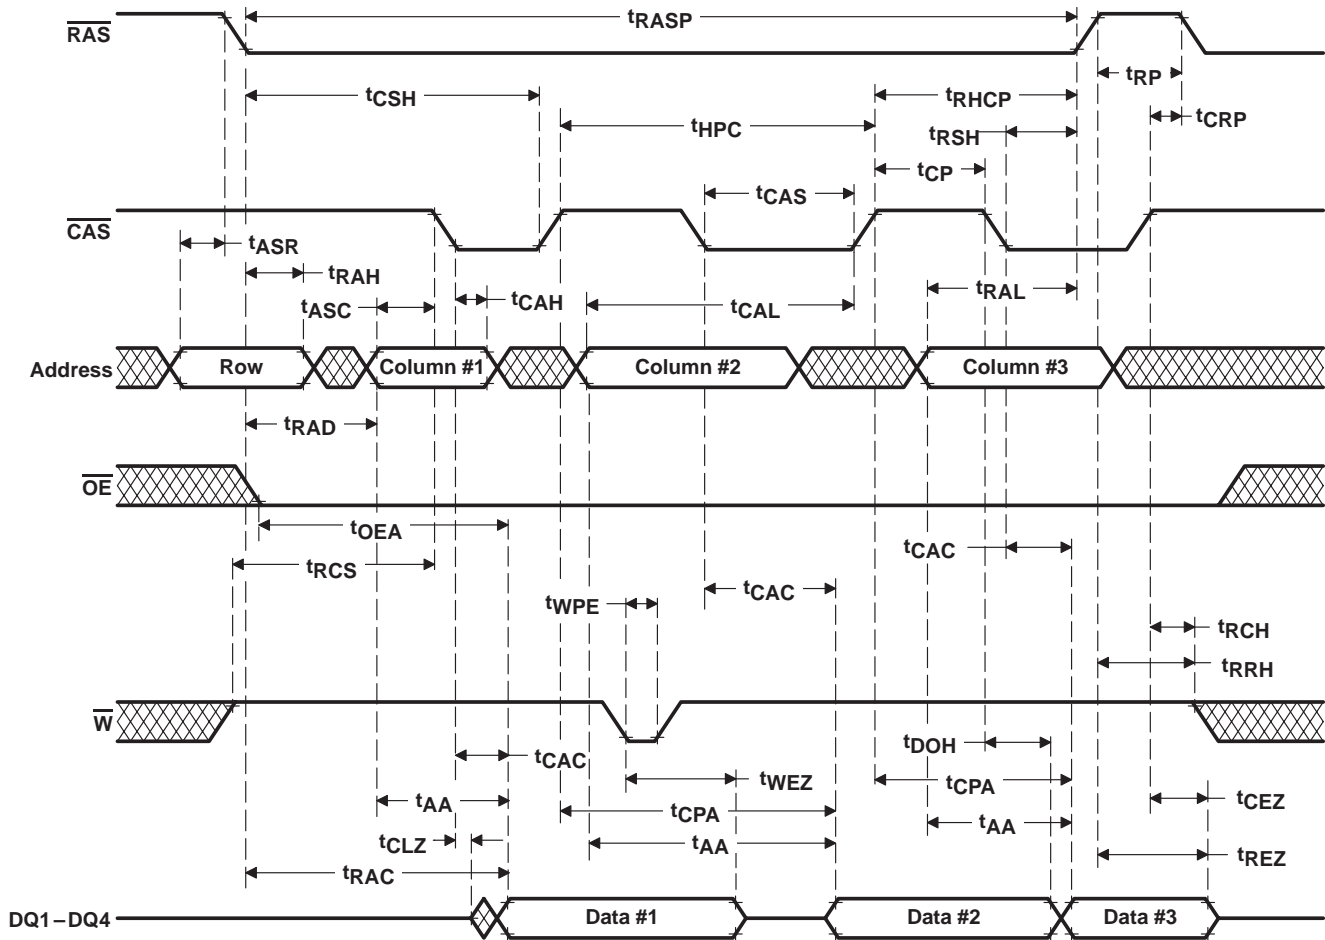 RAS
tRASP
tRP
tCSH
tRHCP
tCRP
tHPC
tRSH
tCP
tCAS
CAS
tASR
tRAH
tASC
tCAH
tCAL
tRAL
Address
Row
Column #1
Column #2
Column #3
tRAD
OE
tOEA
tCAC
tRCS
tCAC
tWPE
tRCH
tRRH
W
tCAC
tDOH
tWEZ
tCPA
tAA
tCPA
tCEZ
tCLZ
tAA
tAA
tREZ
tRAC
DQ1–DQ4
Data #1
Data #2
Data #3